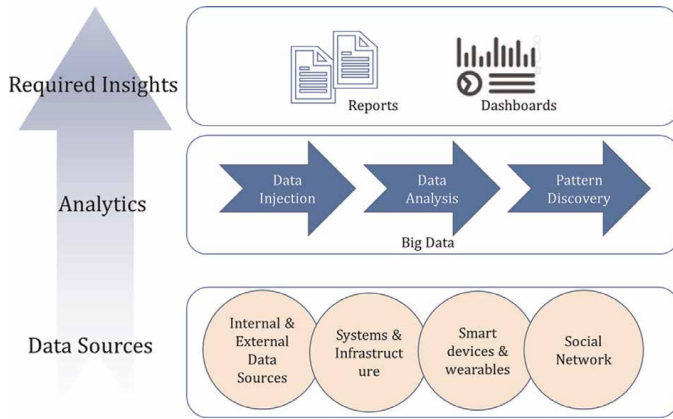 Required Insights
Reports
Dashboards
Analytics
Data
Injection
Data
Analysis
Pattern
Discovery
Big Data
Data Sources
Internal &
External
Data
Sources
Systems &
Infrastruct
ure
Smart
devices &
wearables
Social
Network